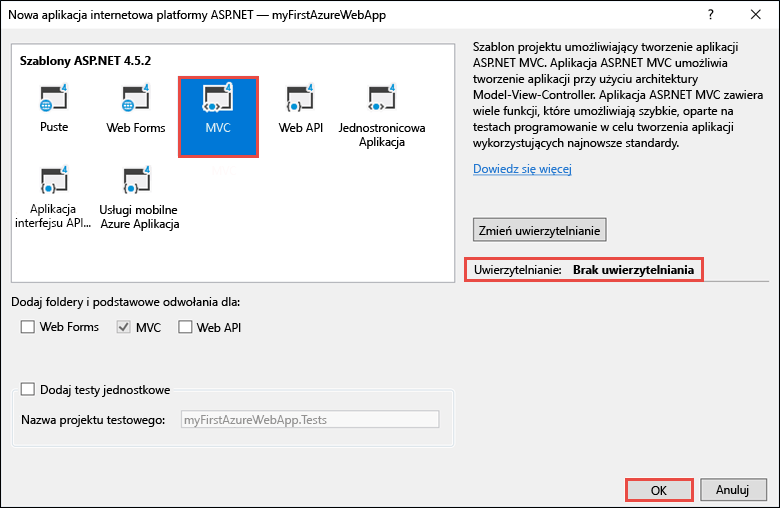 Nowa aplikacja internetowa platformy ASP.NET — myFirstAzureWebApp
Szablony ASP.NET 4.5.2
Puste
Web Forms
MVC
Web API
Jednostronicowa
Aplikacja
Aplikacja
interfejsu API...
Usługi mobilne
Azure Aplikacja
Szablon projektu umożliwiający tworzenie aplikacji
ASP.NET MVC. Aplikacja ASP.NET MVC umożliwia
tworzenie aplikacji przy użyciu architektury
Model-View-Controller. Aplikacja ASP.NET MVC zawiera
wiele funkcji, które umożliwiają szybkie, oparte na
testach programowanie w celu tworzenia aplikacji
wykorzystujących najnowsze standardy.
Dowiedz się więcej
Zmień uwierzytelnianie
Uwierzytelnianie: Brak uwierzytelniania
Dodaj foldery i podstawowe odwołania dla:
Web Forms MVC Web API
Dodaj testy jednostkowe
Nazwa projektu testowego: myFirstAzureWebApp.Tests
OK Anuluj